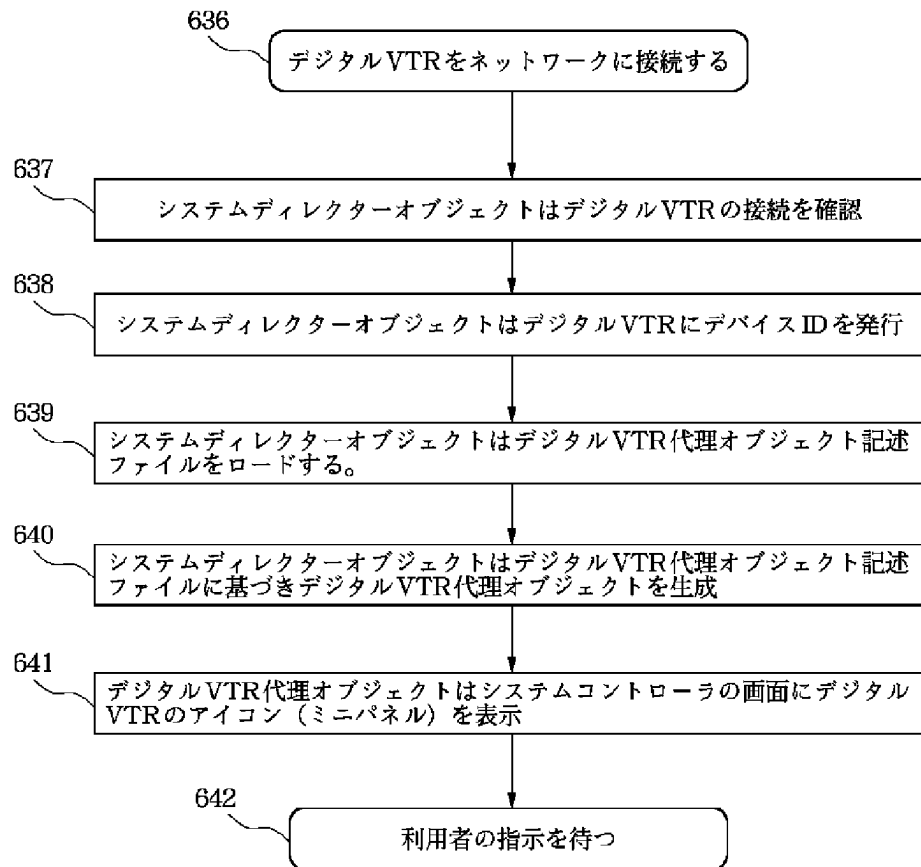 636
デジタルVTRをネットワークに接続する
637
システムディレクターオブジェクトはデジタルVTRの接続を確認
638
システムディレクターオブジェクトはデジタルVTRにデバイスIDを発行
639
システムディレクターオブジェクトはデジタルVTR代理オブジェクト記述
ファイルをロードする。
640
システムディレクターオブジェクトはデジタルVTR代理オブジェクト記述
ファイルに基づきデジタルVTR代理オブジェクトを生成
641
デジタルVTR代理オブジェクトはシステムコントローラの画面にデジタル
VTRのアイコン（ミニパネル）を表示
642
利用者の指示を待つ